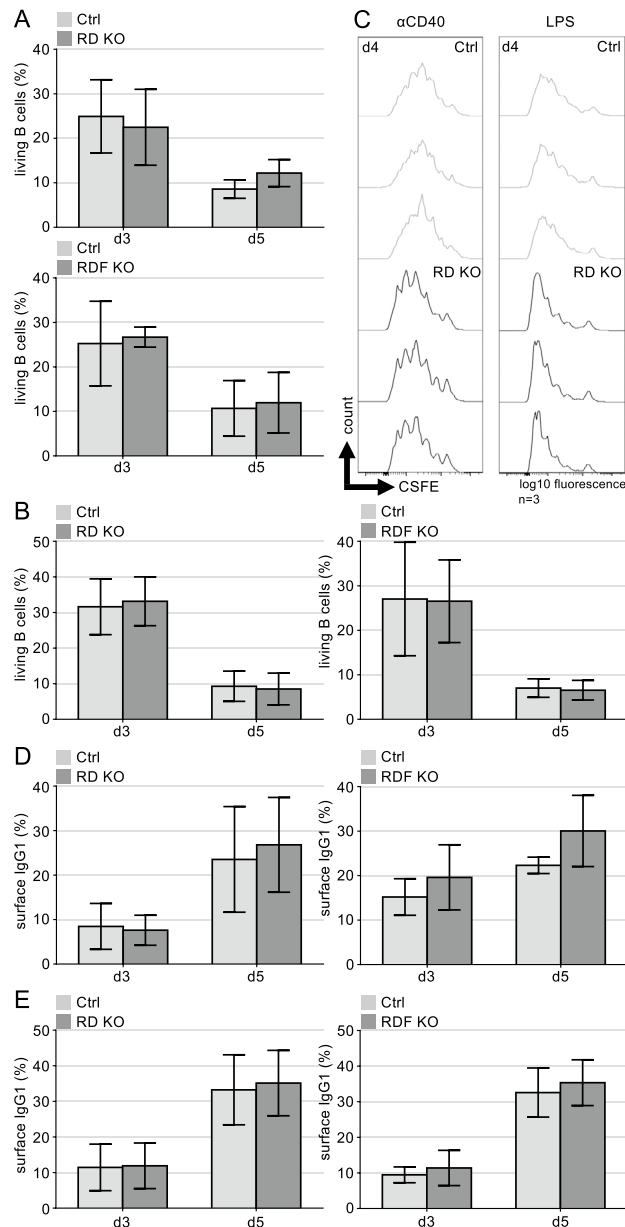 A
Ctrl
RD KO
living B cells (%)
40
30
20
10
0
d3
d5
Ctrl
RDF KO
living B cells (%)
40
30
20
10
0
d3
d5
C
αCD40
LPS
d4
Ctrl
d4
Ctrl
RD KO
RD KO
count
CSFE
log10 fluorescence
n=3
B
Ctrl
RD KO
living B cells (%)
50
40
30
20
10
0
d3
d5
Ctrl
RDF KO
living B cells (%)
40
30
20
10
0
d3
d5
D
Ctrl
RD KO
surface IgG1 (%)
40
30
20
10
0
d3
d5
Ctrl
RDF KO
surface IgG1 (%)
40
30
20
10
0
d3
d5
E
Ctrl
RD KO
surface IgG1 (%)
50
40
30
20
10
0
d3
d5
Ctrl
RDF KO
surface IgG1 (%)
50
40
30
20
10
0
d3
d5